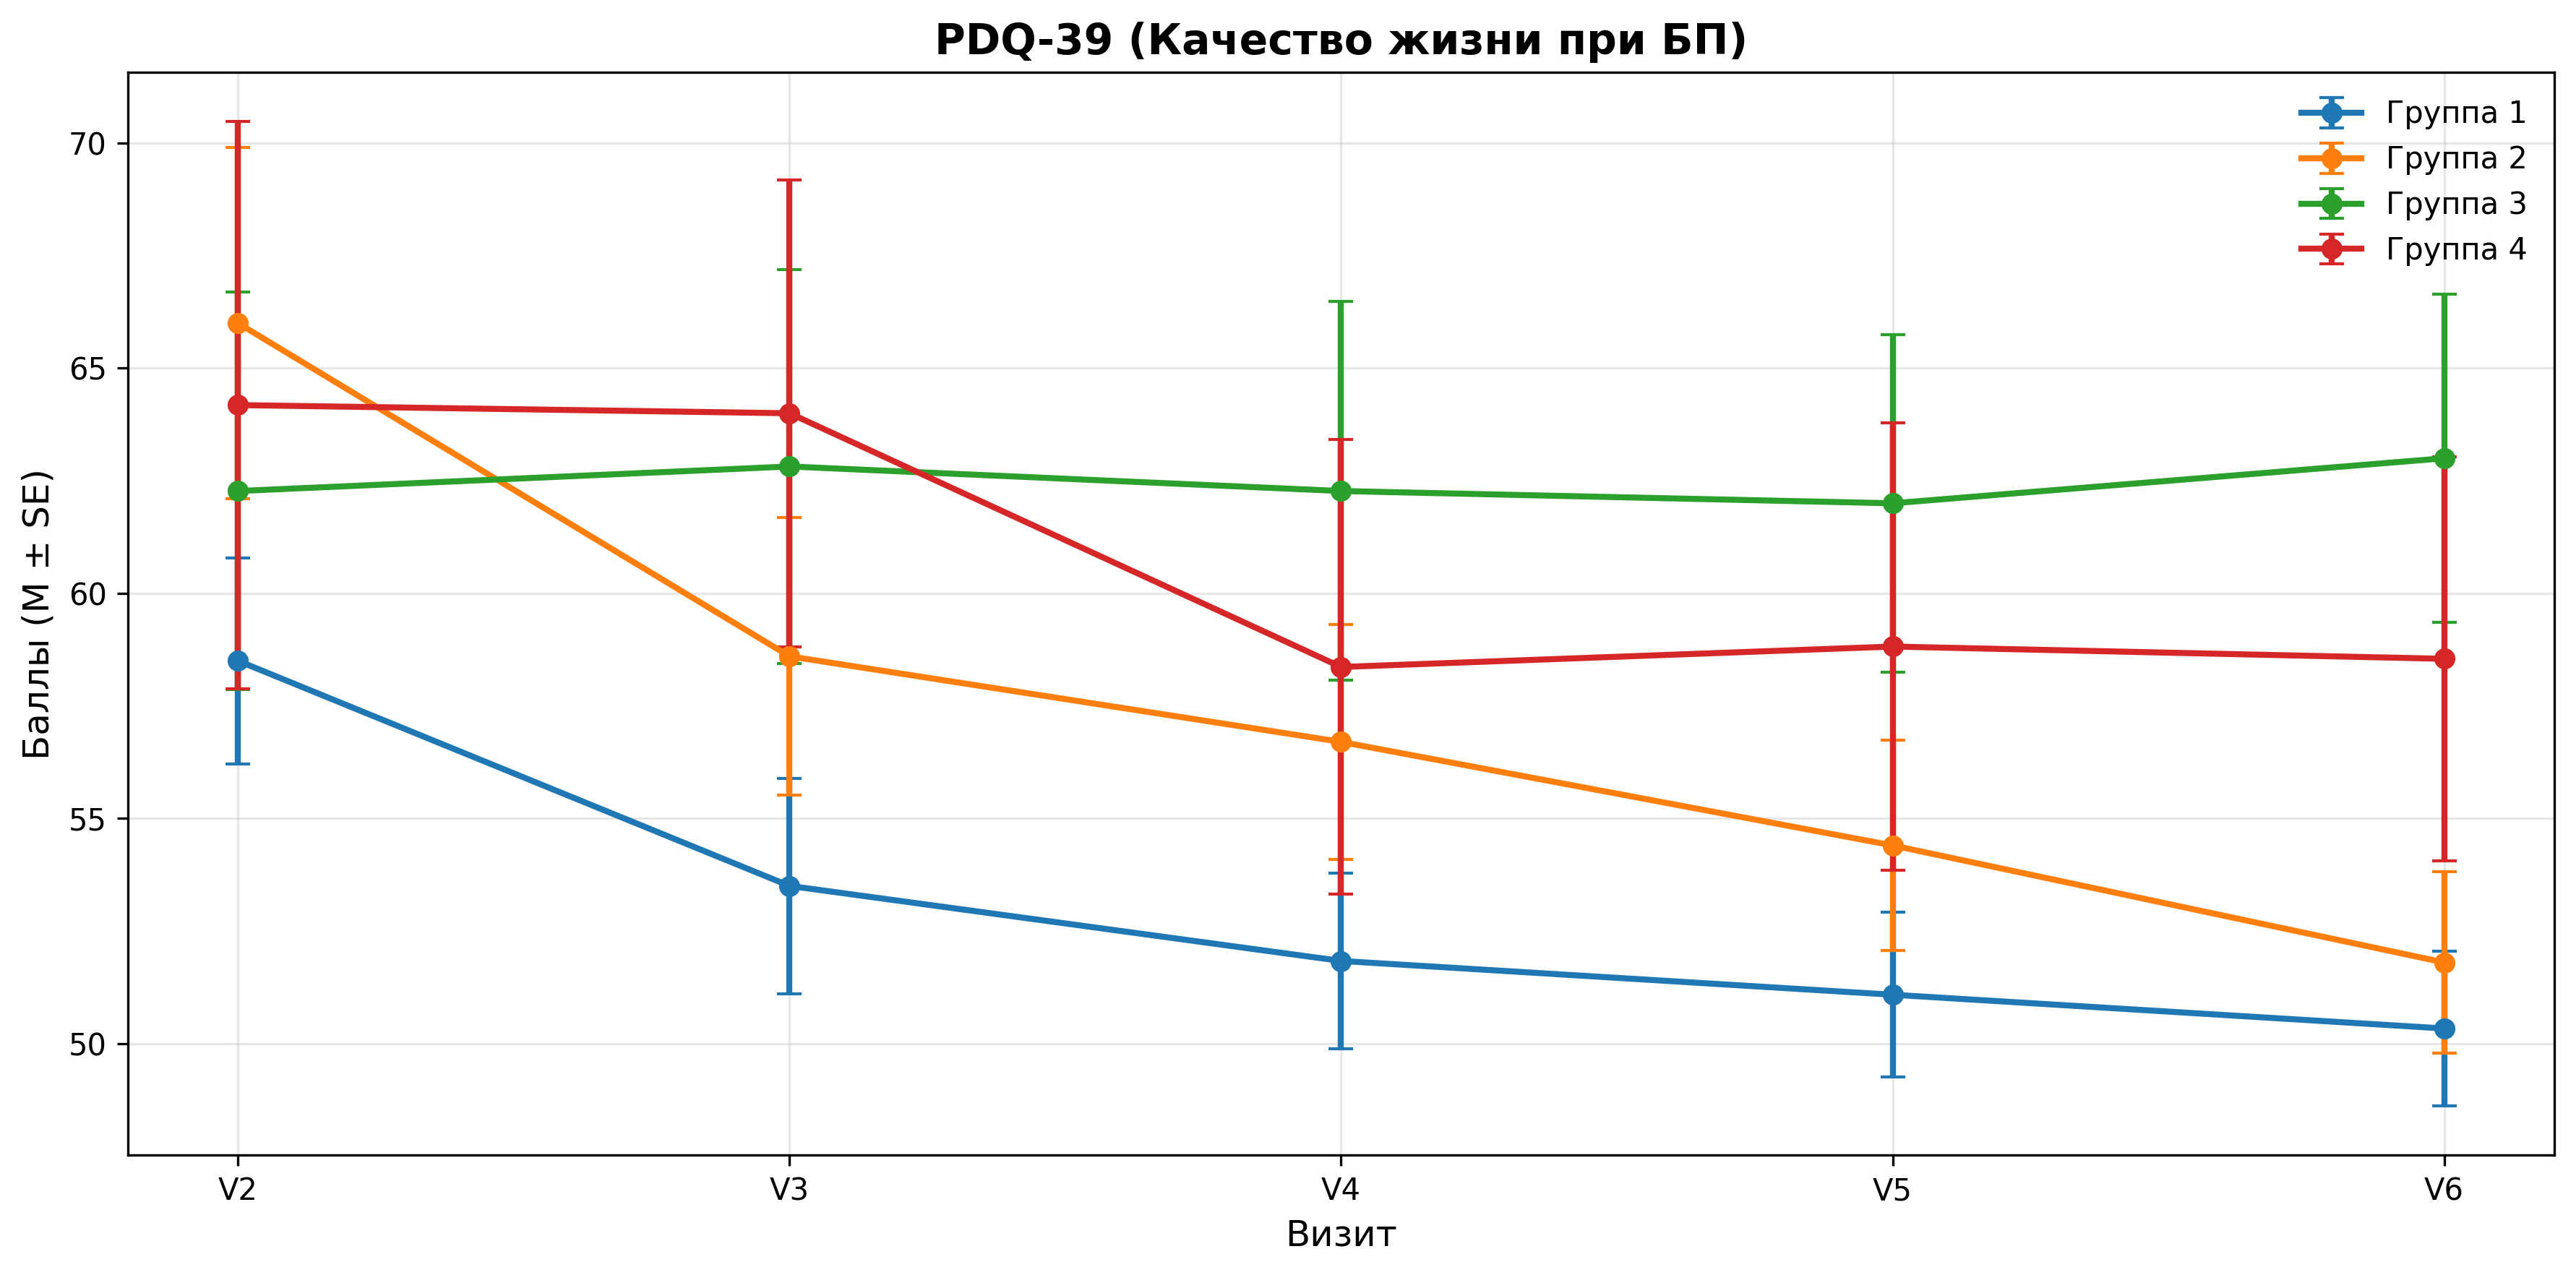 PDQ-39 (Качество жизни при БП)
Баллы (M ± SE)
70
65
60
55
50
Группа 1
Группа 2
Группа 3
Группа 4
V2 V3 V4 V5 V6
Визит